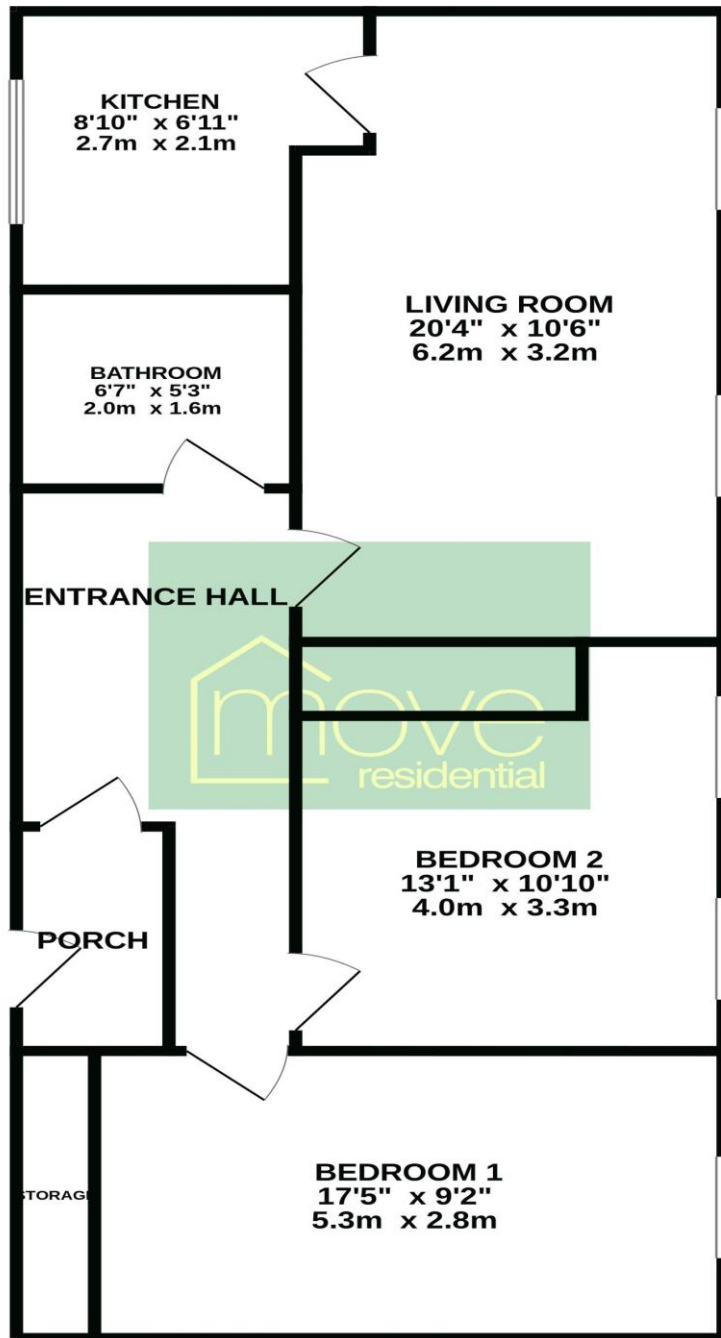 KITCHEN
8'10" x 6'11"
2.7m x 2.1m
LIVING ROOM
20'4" x 10'6"
6.2m x 3.2m
BATHROOM
6'7" x 5'3"
2.0m x 1.6m
ENTRANCE HALL
move
residential
BEDROOM 2
13'1" x 10'10"
4.0m x 3.3m
PORCH
BEDROOM 1
17'5" x 9'2"
5.3m x 2.8m
STORAGE